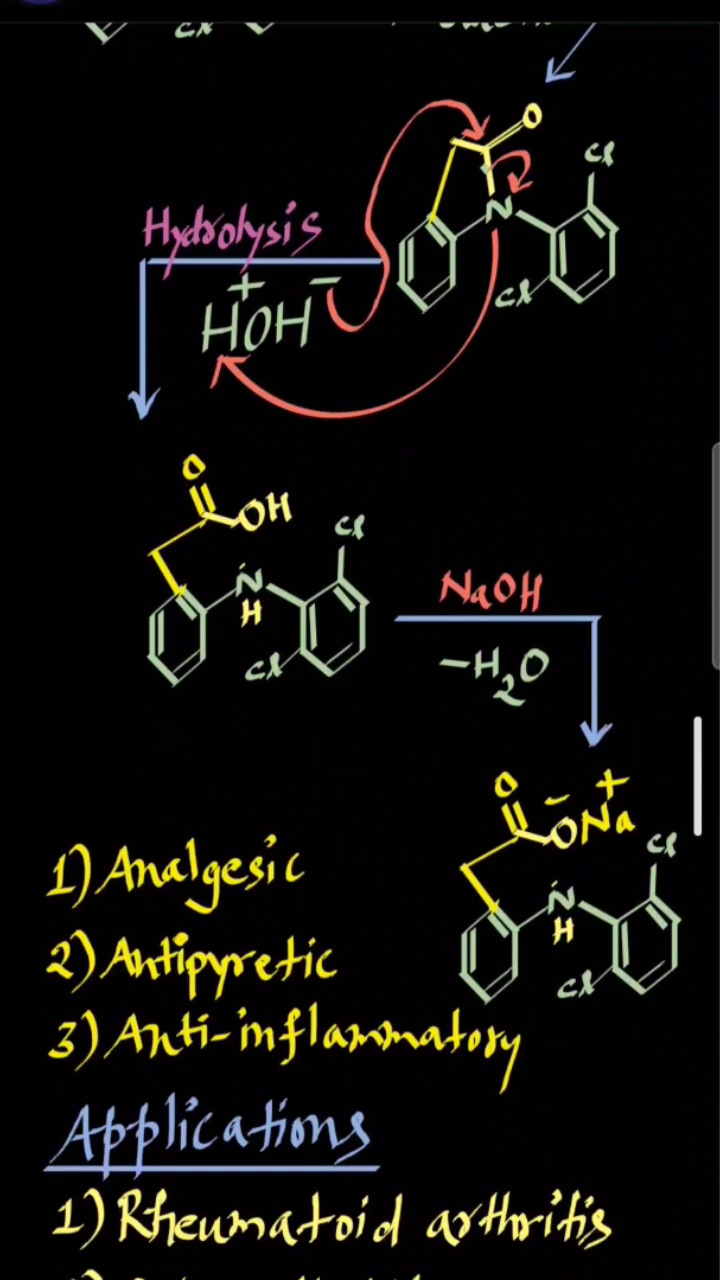 O
Cl
N
Cl
Hydrolysis
+ -
HOH
O
OH
Cl
N
H
Cl
NaOH
-H2O
O
- +
ONa
Cl
N
H
Cl
1) Analgesic
2) Antipyretic
3) Anti-inflammatory
Applications
1) Rheumatoid arthritis